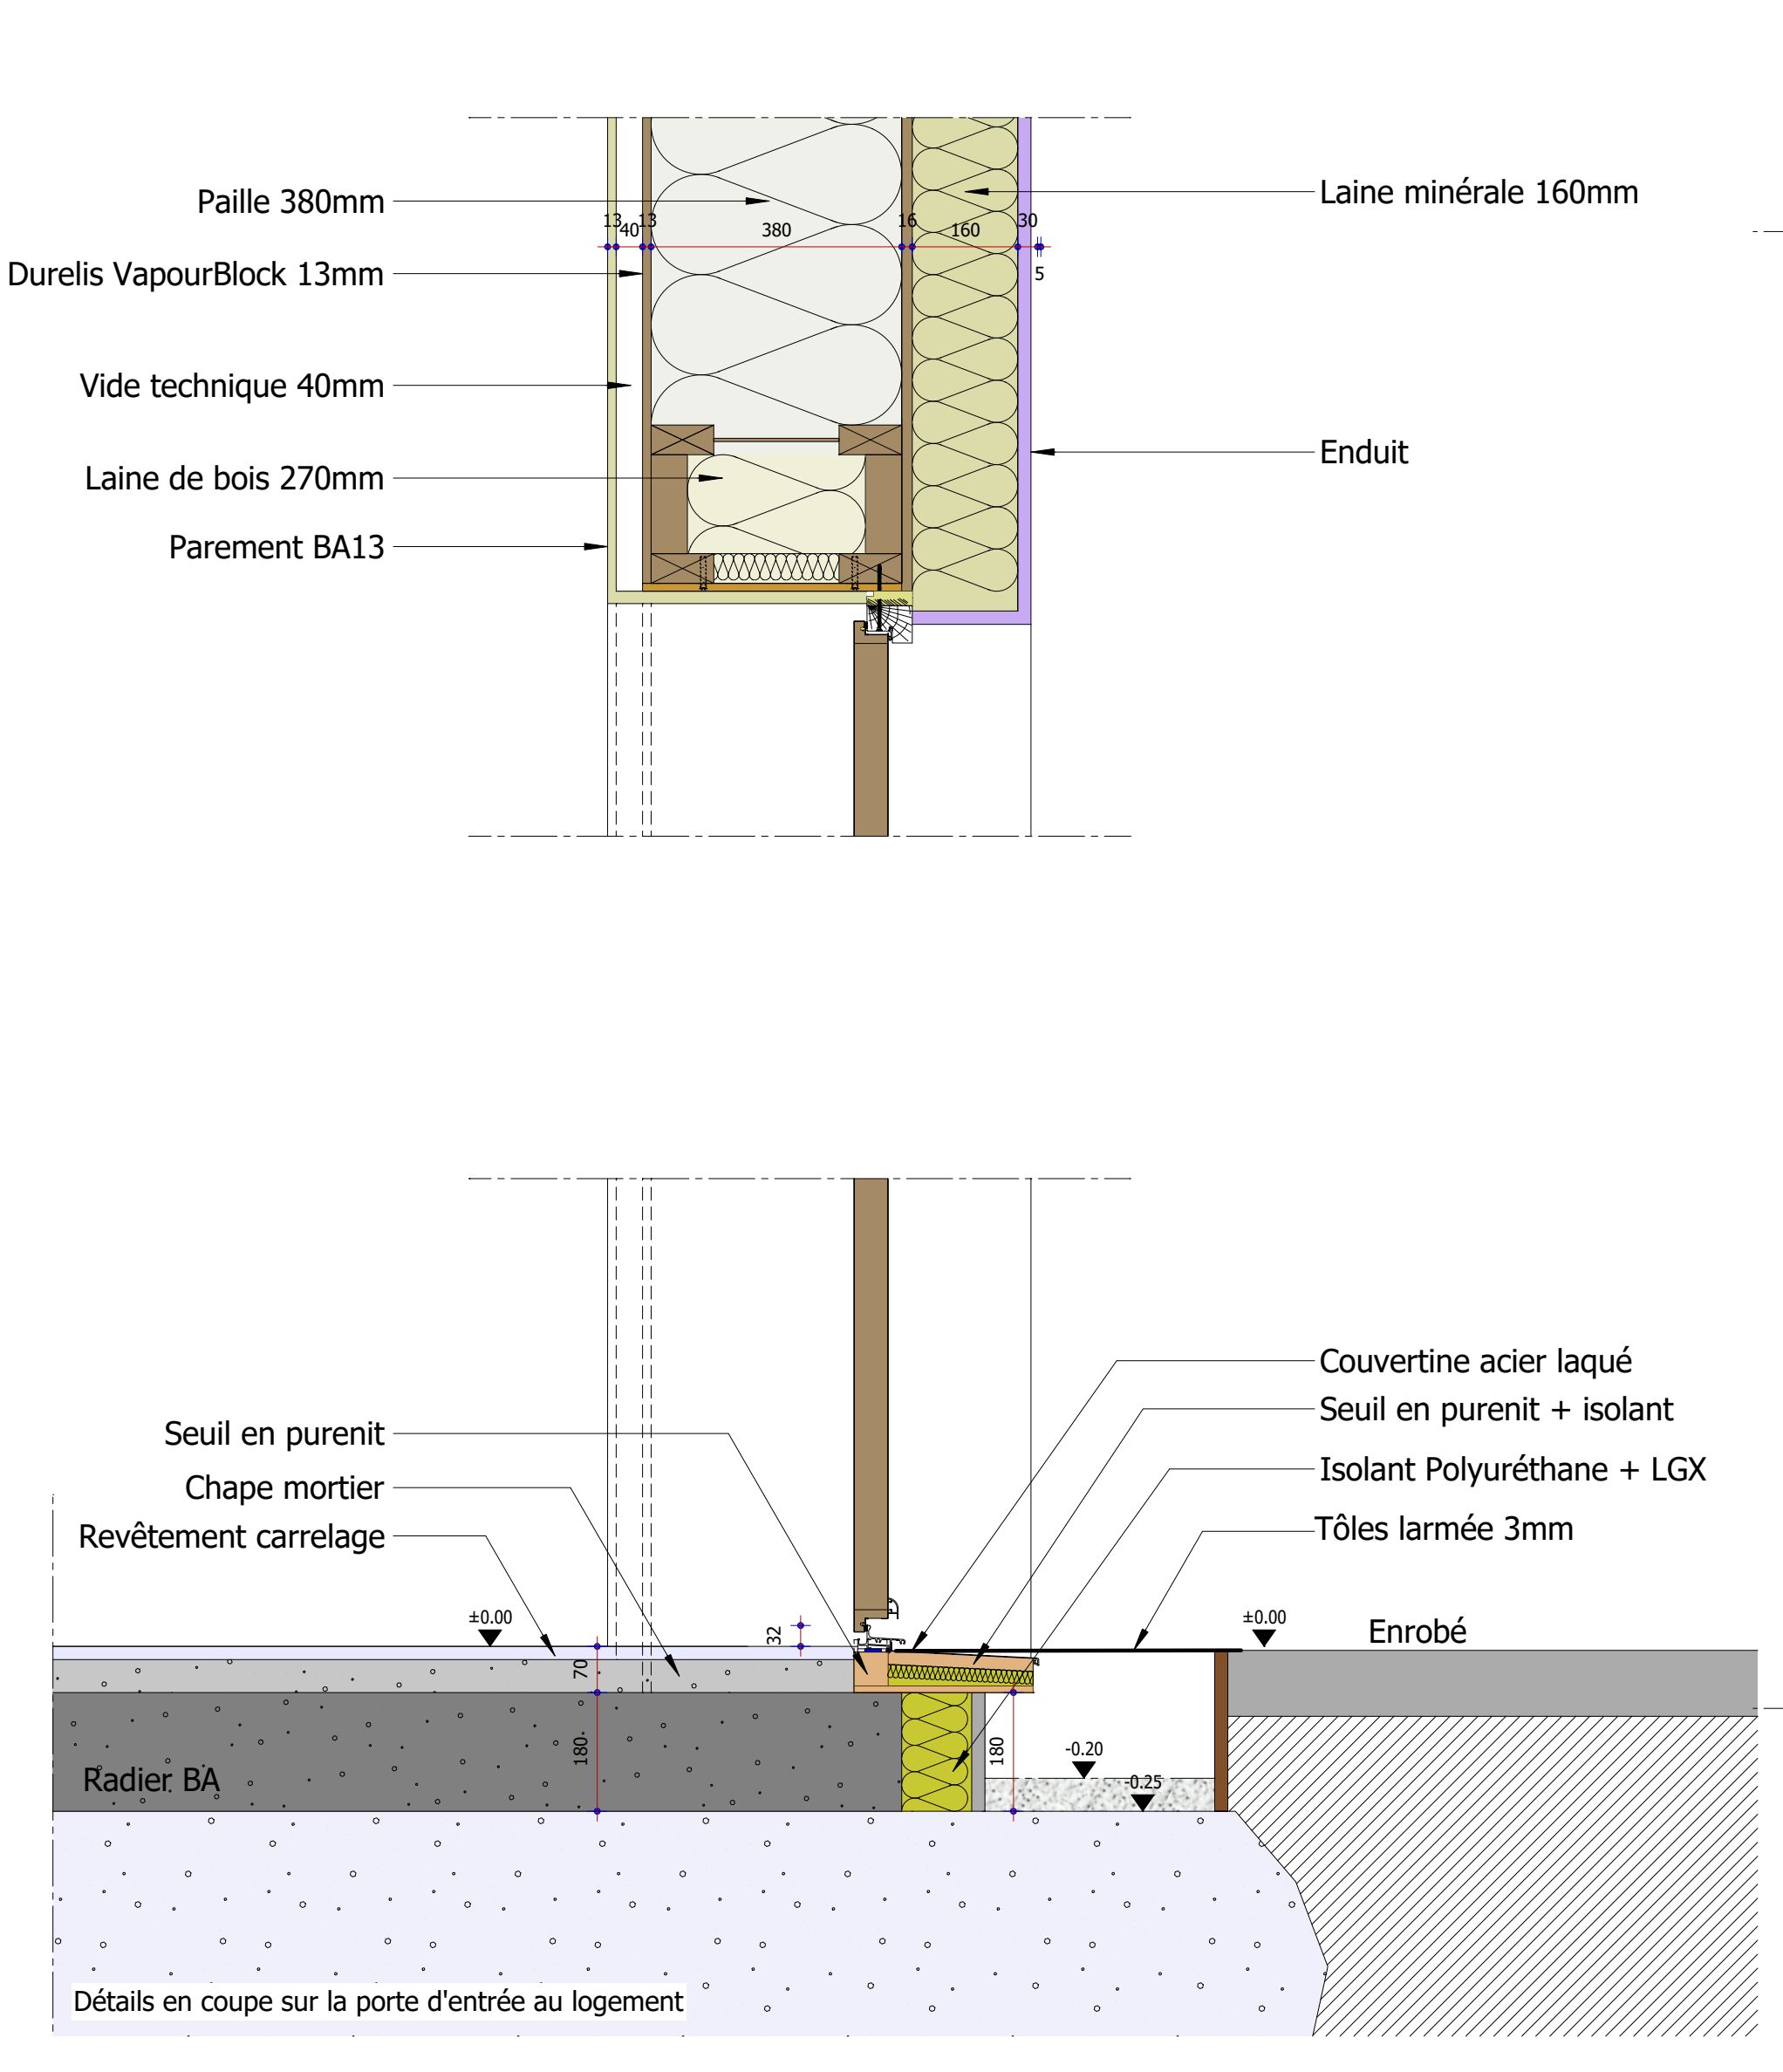 Paille 380mm
Laine minérale 160mm
13
40
13
380
16
160
30
5
Durelis VapourBlock 13mm
Vide technique 40mm
Enduit
Laine de bois 270mm
Parement BA13
Couvertine acier laqué
Seuil en purenit + isolant
Seuil en purenit
Isolant Polyuréthane + LGX
Chape mortier
Tôles larmée 3mm
Revêtement carrelage
±0.00
32
±0.00
Enrobé
70
180
180
-0.20
-0.25
Radier BA
Détails en coupe sur la porte d'entrée au logement